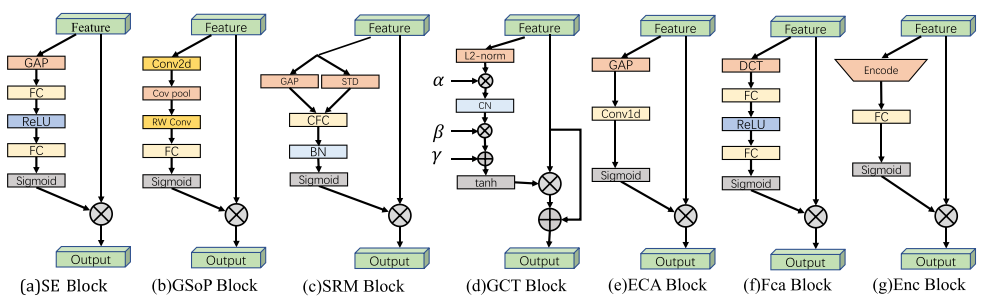 Feature
GAP
FC
ReLU
FC
Sigmoid
Output
(a)SE Block
Feature
Conv2d
Cov pool
RW Conv
FC
Sigmoid
Output
(b)GSoP Block
Feature
GAP STD
CFC
BN
Sigmoid
Output
(c)SRM Block
Feature
L2-norm
α
CN
β
γ
tanh
Output
(d)GCT Block
Feature
GAP
Conv1d
Sigmoid
Output
(e)ECA Block
Feature
DCT
FC
ReLU
FC
Sigmoid
Output
(f)Fca Block
Feature
Encode
FC
Sigmoid
Output
(g)Enc Block